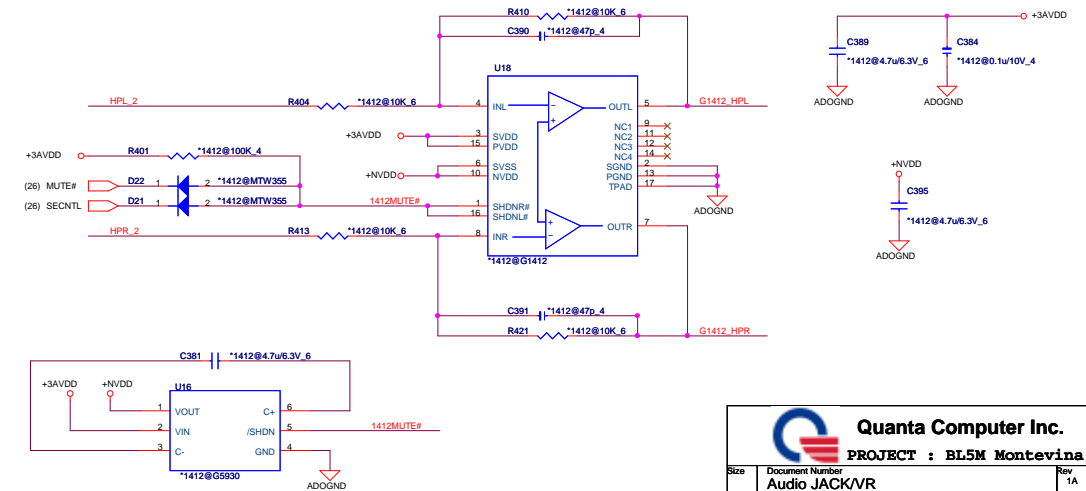 R410 *1412@10K_6
C390 *1412@47p_4
U18
HPL_2 R404 *1412@10K_6 4 INL OUTL 5 G1412_HPL
+3AVDD 3 SVDD
15 PVDD
NC1 9
NC2 11
NC3 12
NC4 14
+NVDD 6 SVSS
10 NVDD
SGND 2
PGND 13
TPAD 17
ADOGND
+3AVDD R401 *1412@100K_4
(26) MUTE# D22 1 2 *1412@MTW355
(26) SECNTL D21 1 2 *1412@MTW355
1412MUTE# 1 SHDNR#
16 SHDNL#
HPR_2 R413 *1412@10K_6 8 INR OUTR 7
*1412@G1412
C391 *1412@47p_4
R421 *1412@10K_6 G1412_HPR
+3AVDD
C389 *1412@4.7u/6.3V_6 ADOGND
C384 *1412@0.1u/10V_4 ADOGND
+NVDD
C395
*1412@4.7u/6.3V_6
ADOGND
C381 *1412@4.7u/6.3V_6
+3AVDD +NVDD U16
1 VOUT C+ 6
2 VIN /SHDN 5 1412MUTE#
3 C- GND 4
*1412@G5930 ADOGND
Quanta Computer Inc.
PROJECT : BL5M Montevina
Size Document Number Rev
Audio JACK/VR 1A